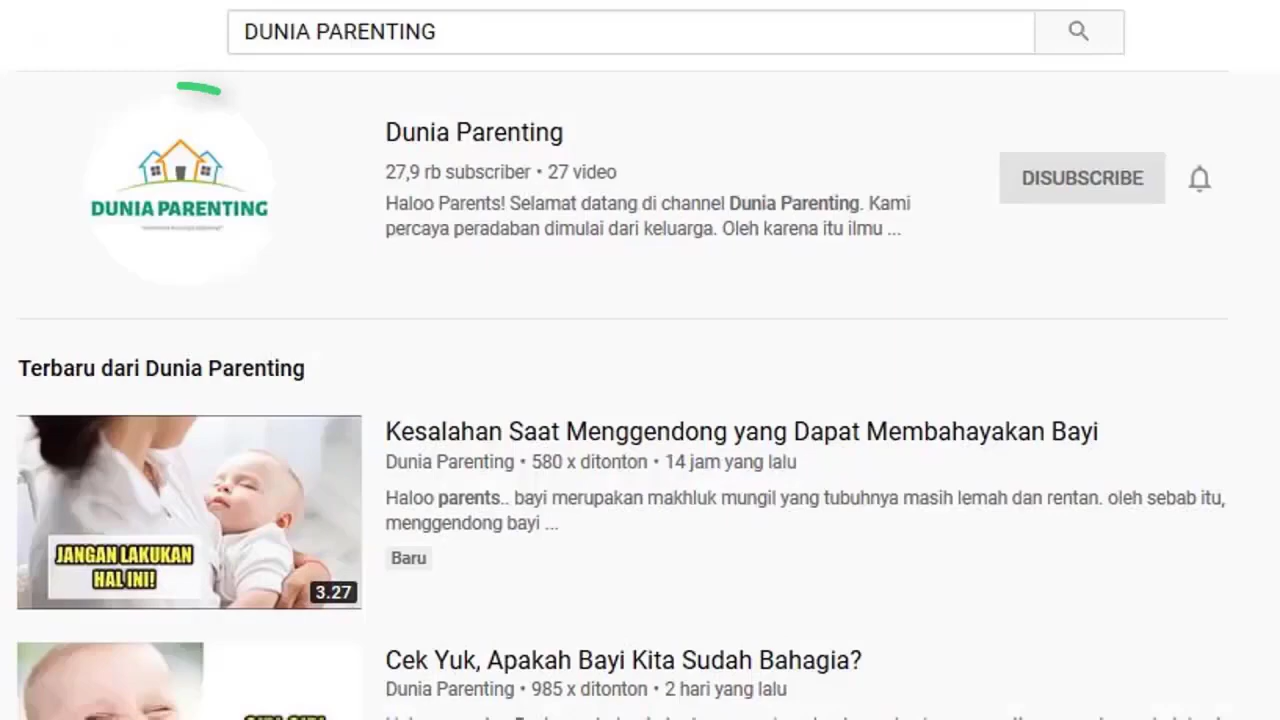 DUNIA PARENTING
DUNIA PARENTING
Dunia Parenting
27,9 rb subscriber • 27 video
Haloo Parents! Selamat datang di channel Dunia Parenting. Kami
percaya peradaban dimulai dari keluarga. Oleh karena itu ilmu ...
DISUBSCRIBE
Terbaru dari Dunia Parenting
JANGAN LAKUKAN
HAL INI!
3.27
Kesalahan Saat Menggendong yang Dapat Membahayakan Bayi
Dunia Parenting • 580 x ditonton • 14 jam yang lalu
Haloo parents.. bayi merupakan makhluk mungil yang tubuhnya masih lemah dan rentan. oleh sebab itu,
menggendong bayi ...
Baru
Cek Yuk, Apakah Bayi Kita Sudah Bahagia?
Dunia Parenting • 985 x ditonton • 2 hari yang lalu